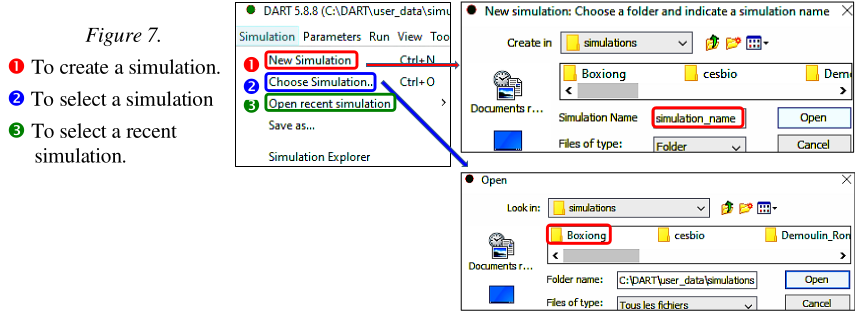 Figure 7.
❶ To create a simulation.
❷ To select a simulation
❸ To select a recent
simulation.
DART 5.8.8 (C:\DART\user_data\simu
Simulation Parameters Run View Too
❶ New Simulation Ctrl+N
❷ Choose Simulation... Ctrl+O
❸ Open recent simulation >
Save as...
Simulation Explorer
New simulation: Choose a folder and indicate a simulation name
Create in simulations
Boxiong cesbio Demo
Documents r...
Simulation Name simulation_name Open
Files of type: Folder Cancel
Open
Look in: simulations
Boxiong cesbio Demoulin_Ron
Documents r...
Folder name: C:\DART\user_data\simulations Open
Files of type: Tous les fichiers Cancel